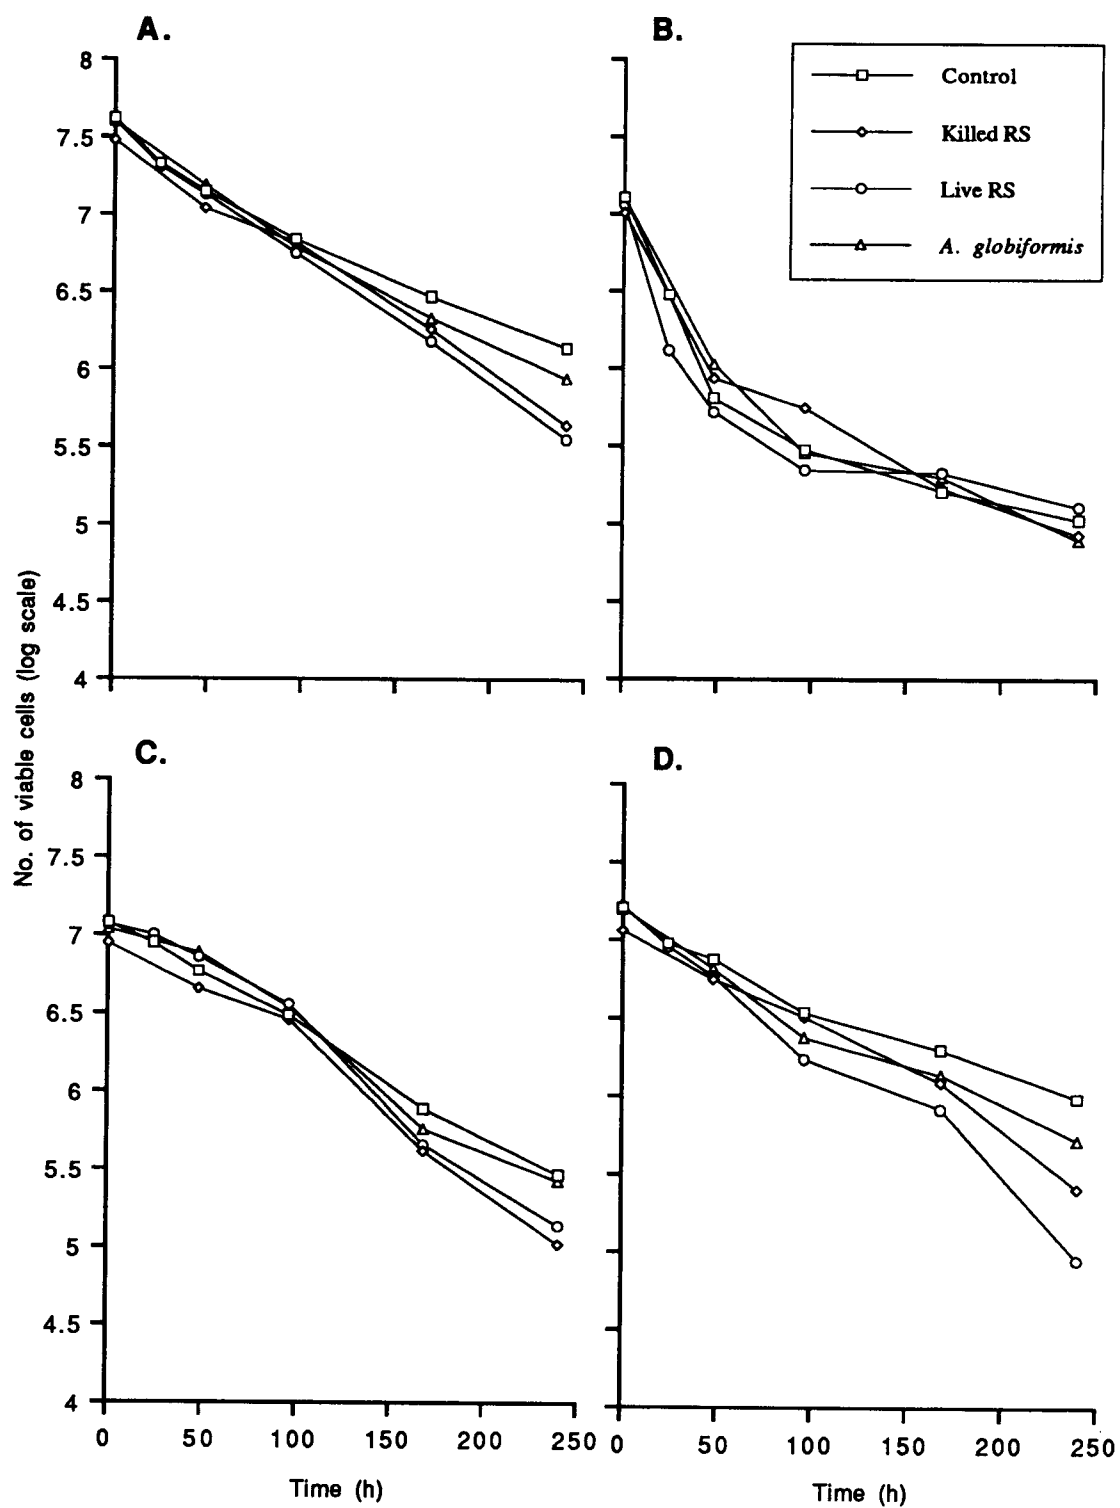 A.
B.
Control
Killed RS
Live RS
A. globiformis
8
7.5
7
6.5
6
5.5
5
4.5
4
No. of viable cells (log scale)
C.
D.
8
7.5
7
6.5
6
5.5
5
4.5
4
0 50 100 150 200 250
0 50 100 150 200 250
Time (h)
Time (h)